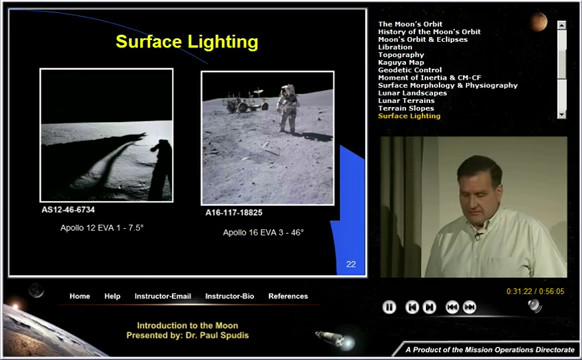 Surface Lighting
AS12-46-6734
Apollo 12 EVA 1 - 7.5°
A16-117-18825
Apollo 16 EVA 3 - 46°
22
The Moon's Orbit
History of the Moon's Orbit
Moon's Orbit & Eclipses
Libration
Topography
Kaguya Map
Geodetic Control
Moment of Inertia & CM-CF
Surface Morphology & Physiography
Lunar Landscapes
Lunar Terrains
Terrain Slopes
Surface Lighting
0:31:22 / 0:56:05
Home Help Instructor-Email Instructor-Bio References
Introduction to the Moon
Presented by: Dr. Paul Spudis
A Product of the Mission Operations Directorate